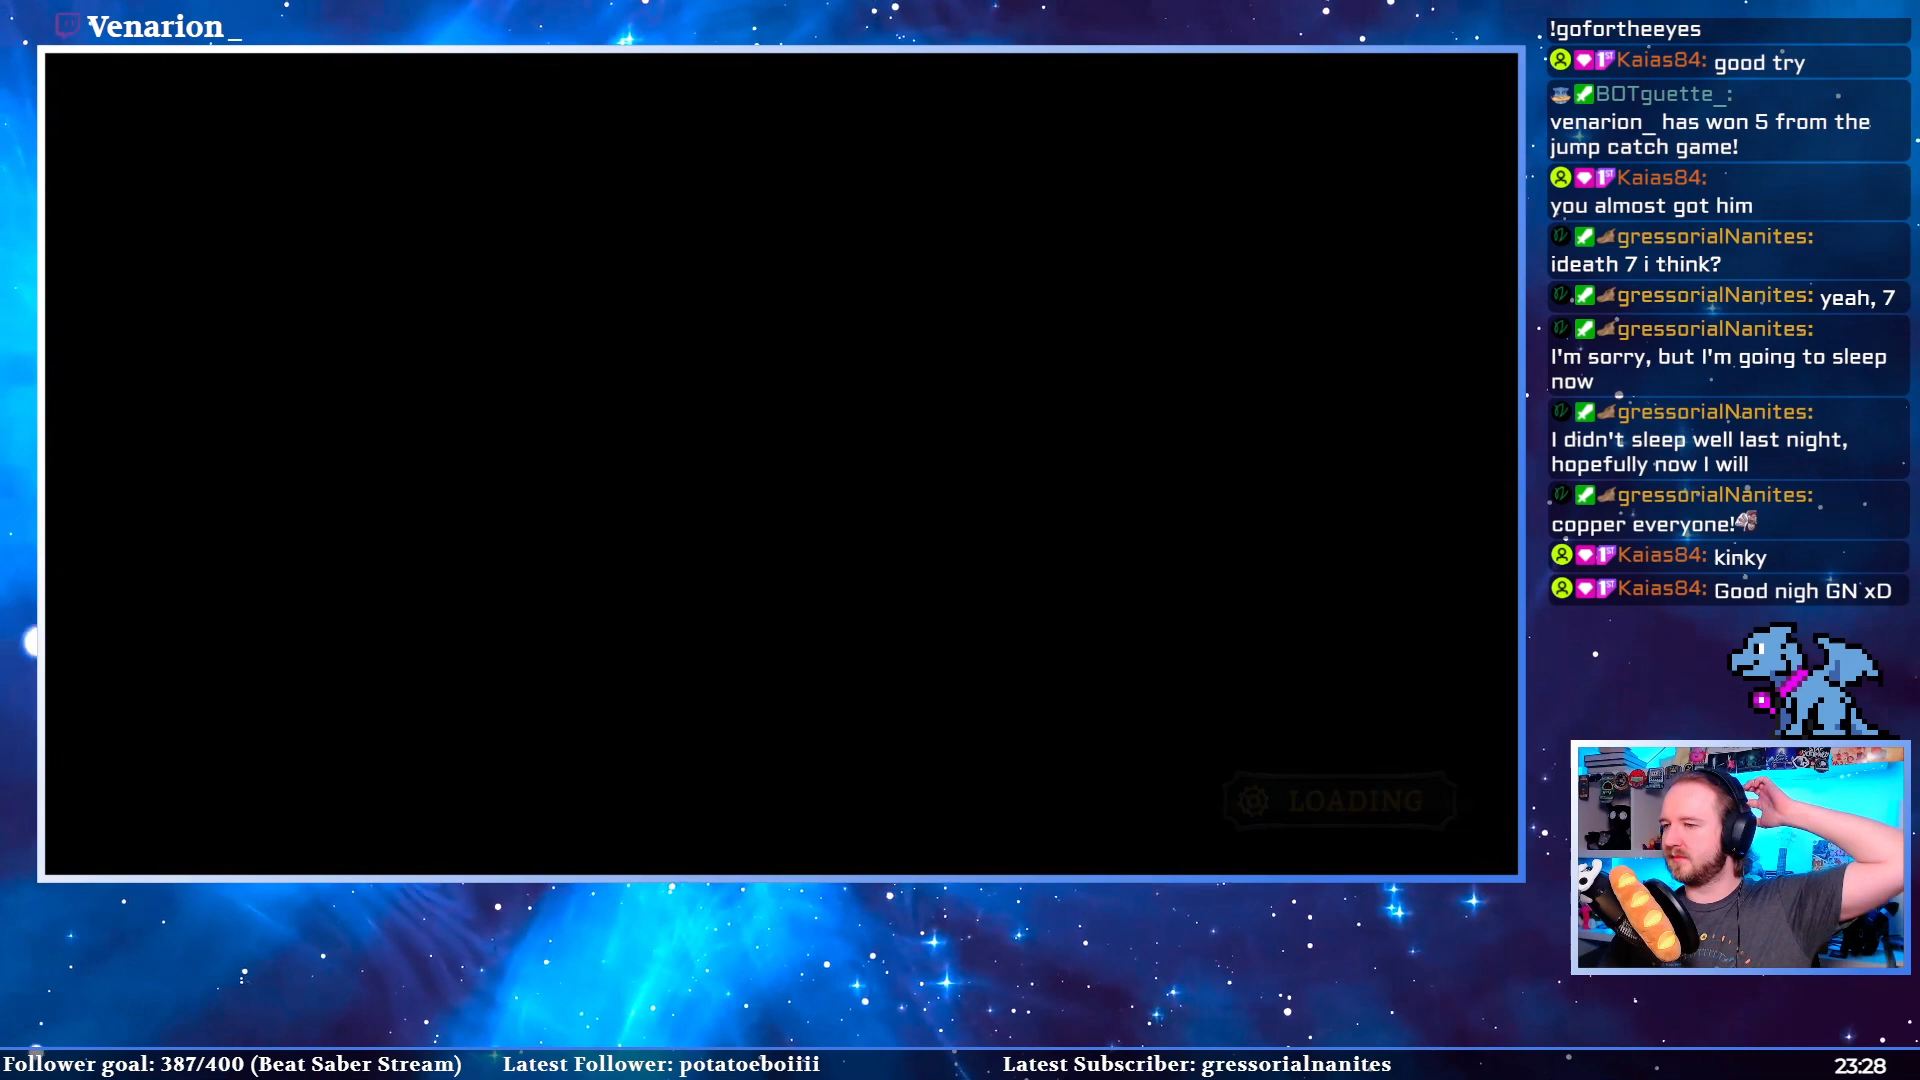 Venarion_
!gofortheeyes
Kaias84: good try
BOTguette_:
venarion_ has won 5 from the
jump catch game!
Kaias84:
you almost got him
gressorialNanites:
ideath 7 i think?
gressorialNanites: yeah, 7
gressorialNanites:
I'm sorry, but I'm going to sleep
now
gressorialNanites:
I didn't sleep well last night,
hopefully now I will
gressorialNanites:
copper everyone!
Kaias84: kinky
Kaias84: Good nigh GN xD
LOADING
Follower goal: 387/400 (Beat Saber Stream)
Latest Follower: potatoeboiiii
Latest Subscriber: gressorialnanites
23:28